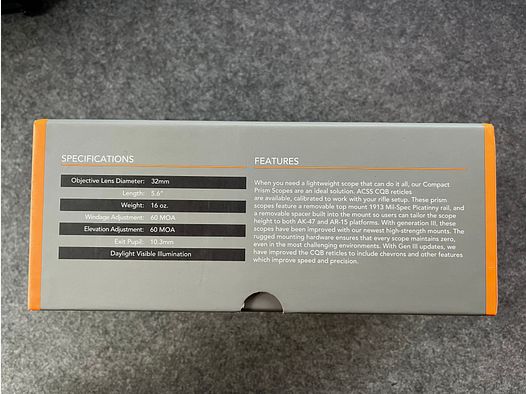 SPECIFICATIONS
Objective Lens Diameter: 32mm
Length: 5.6"
Weight: 16 oz.
Windage Adjustment: 60 MOA
Elevation Adjustment: 60 MOA
Exit Pupil: 10.3mm
Daylight Visible Illumination
FEATURES
When you need a lightweight scope that can do it all, our Compact
Prism Scopes are an ideal solution. ACSS CQB reticles
are available, calibrated to work with your rifle setup. These prism
scopes feature a removable top mount 1913 Mil-Spec Picatinny rail, and
a removable spacer built into the mount so users can tailor the scope
height to both AK-47 and AR-15 platforms. With generation III, these
scopes have been improved with our newest high-strength mounts. The
rugged mounting hardware ensures that every scope maintains zero,
even in the most challenging environments. With Gen III updates, we
have improved the CQB reticles to include chevrons and other features
which improve speed and precision.